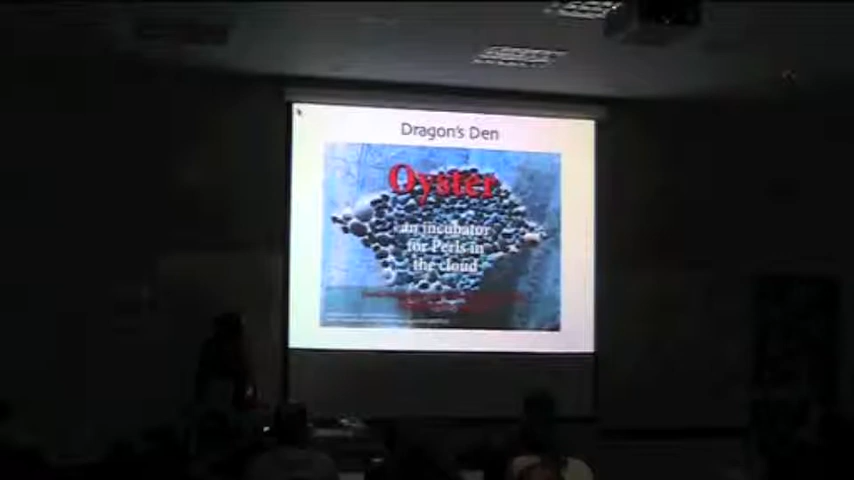 Dragon's Den
Oyster
an incubator
for Perls in
the cloud